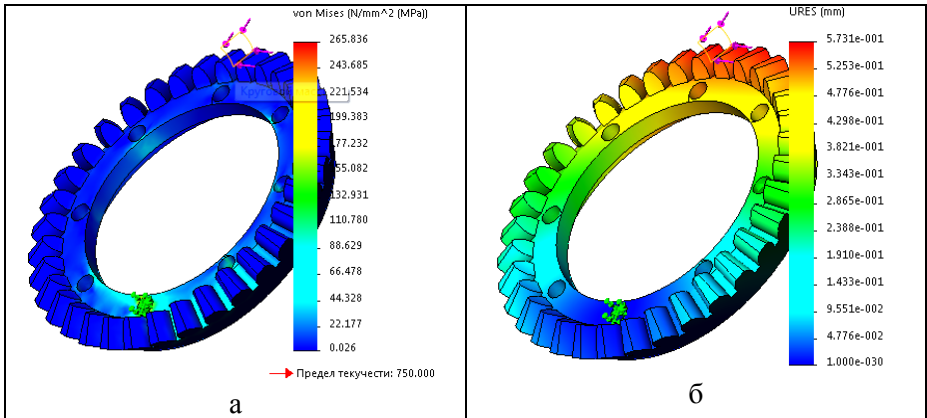 von Mises (N/mm^2 (MPa))
265.836
243.685
221.534
199.383
77.232
55.082
132.931
110.780
88.629
66.478
44.328
22.177
0.026
Предел текучести: 750.000
а
URES (mm)
5.731e-001
5.253e-001
4.776e-001
4.298e-001
3.821e-001
3.343e-001
2.865e-001
2.388e-001
1.910e-001
1.433e-001
9.551e-002
4.776e-002
1.000e-030
б